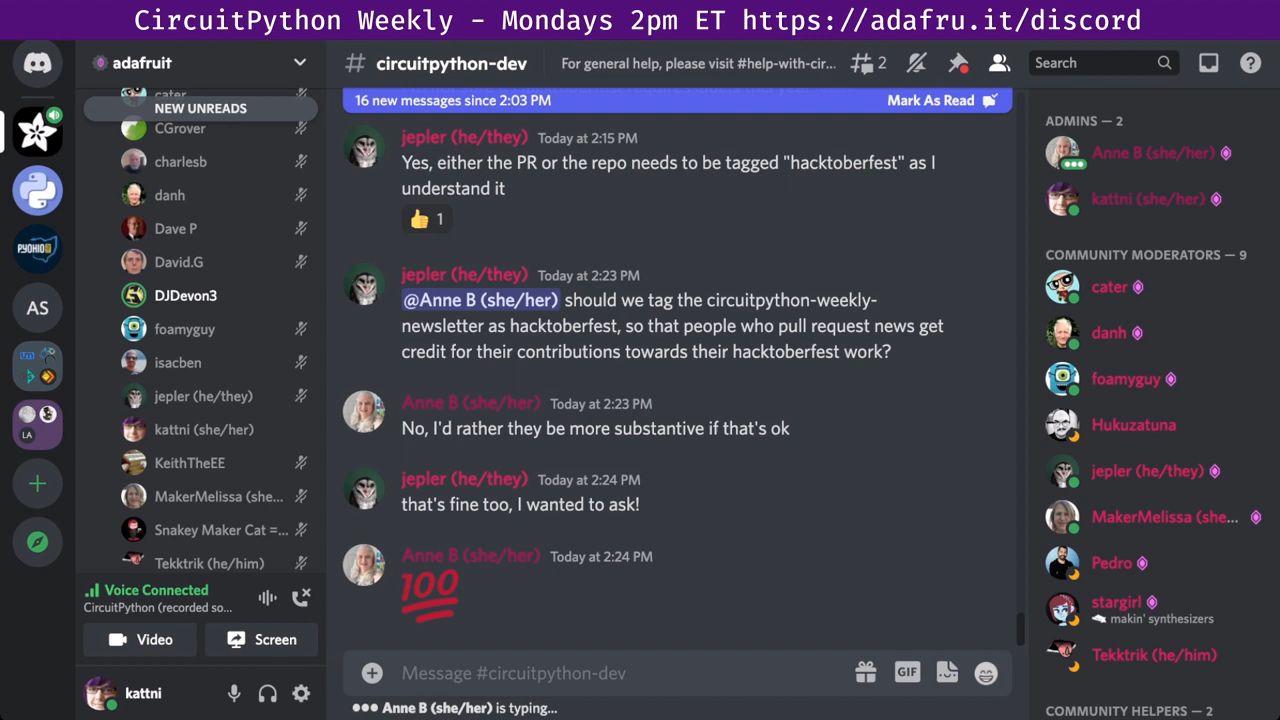 CircuitPython Weekly - Mondays 2pm ET https://adafru.it/discord
adafruit
cater
NEW UNREADS
CGrover
charlesb
danh
Dave P
David.G
DJDevon3
foamyguy
isacben
jepler (he/they)
kattni (she/her)
KeithTheEE
MakerMelissa (she...
Snakey Maker Cat =...
Tekktrik (he/him)
Voice Connected
CircuitPython (recorded so...
Video
Screen
kattni
PYOHIO
AS
LA
# circuitpython-dev
For general help, please visit #help-with-cir...
2
Search
16 new messages since 2:03 PM
Mark As Read
jepler (he/they) Today at 2:15 PM
Yes, either the PR or the repo needs to be tagged "hacktoberfest" as I
understand it
👍 1
jepler (he/they) Today at 2:23 PM
@Anne B (she/her) should we tag the circuitpython-weekly-
newsletter as hacktoberfest, so that people who pull request news get
credit for their contributions towards their hacktoberfest work?
Anne B (she/her) Today at 2:23 PM
No, I'd rather they be more substantive if that's ok
jepler (he/they) Today at 2:24 PM
that's fine too, I wanted to ask!
Anne B (she/her) Today at 2:24 PM
💯
Message #circuitpython-dev
GIF
Anne B (she/her) is typing...
ADMINS — 2
Anne B (she/her)
kattni (she/her)
COMMUNITY MODERATORS — 9
cater
danh
foamyguy
Hukuzatuna
jepler (he/they)
MakerMelissa (she...
Pedro
stargirl
makin' synthesizers
Tekktrik (he/him)
COMMUNITY HELPERS — 2